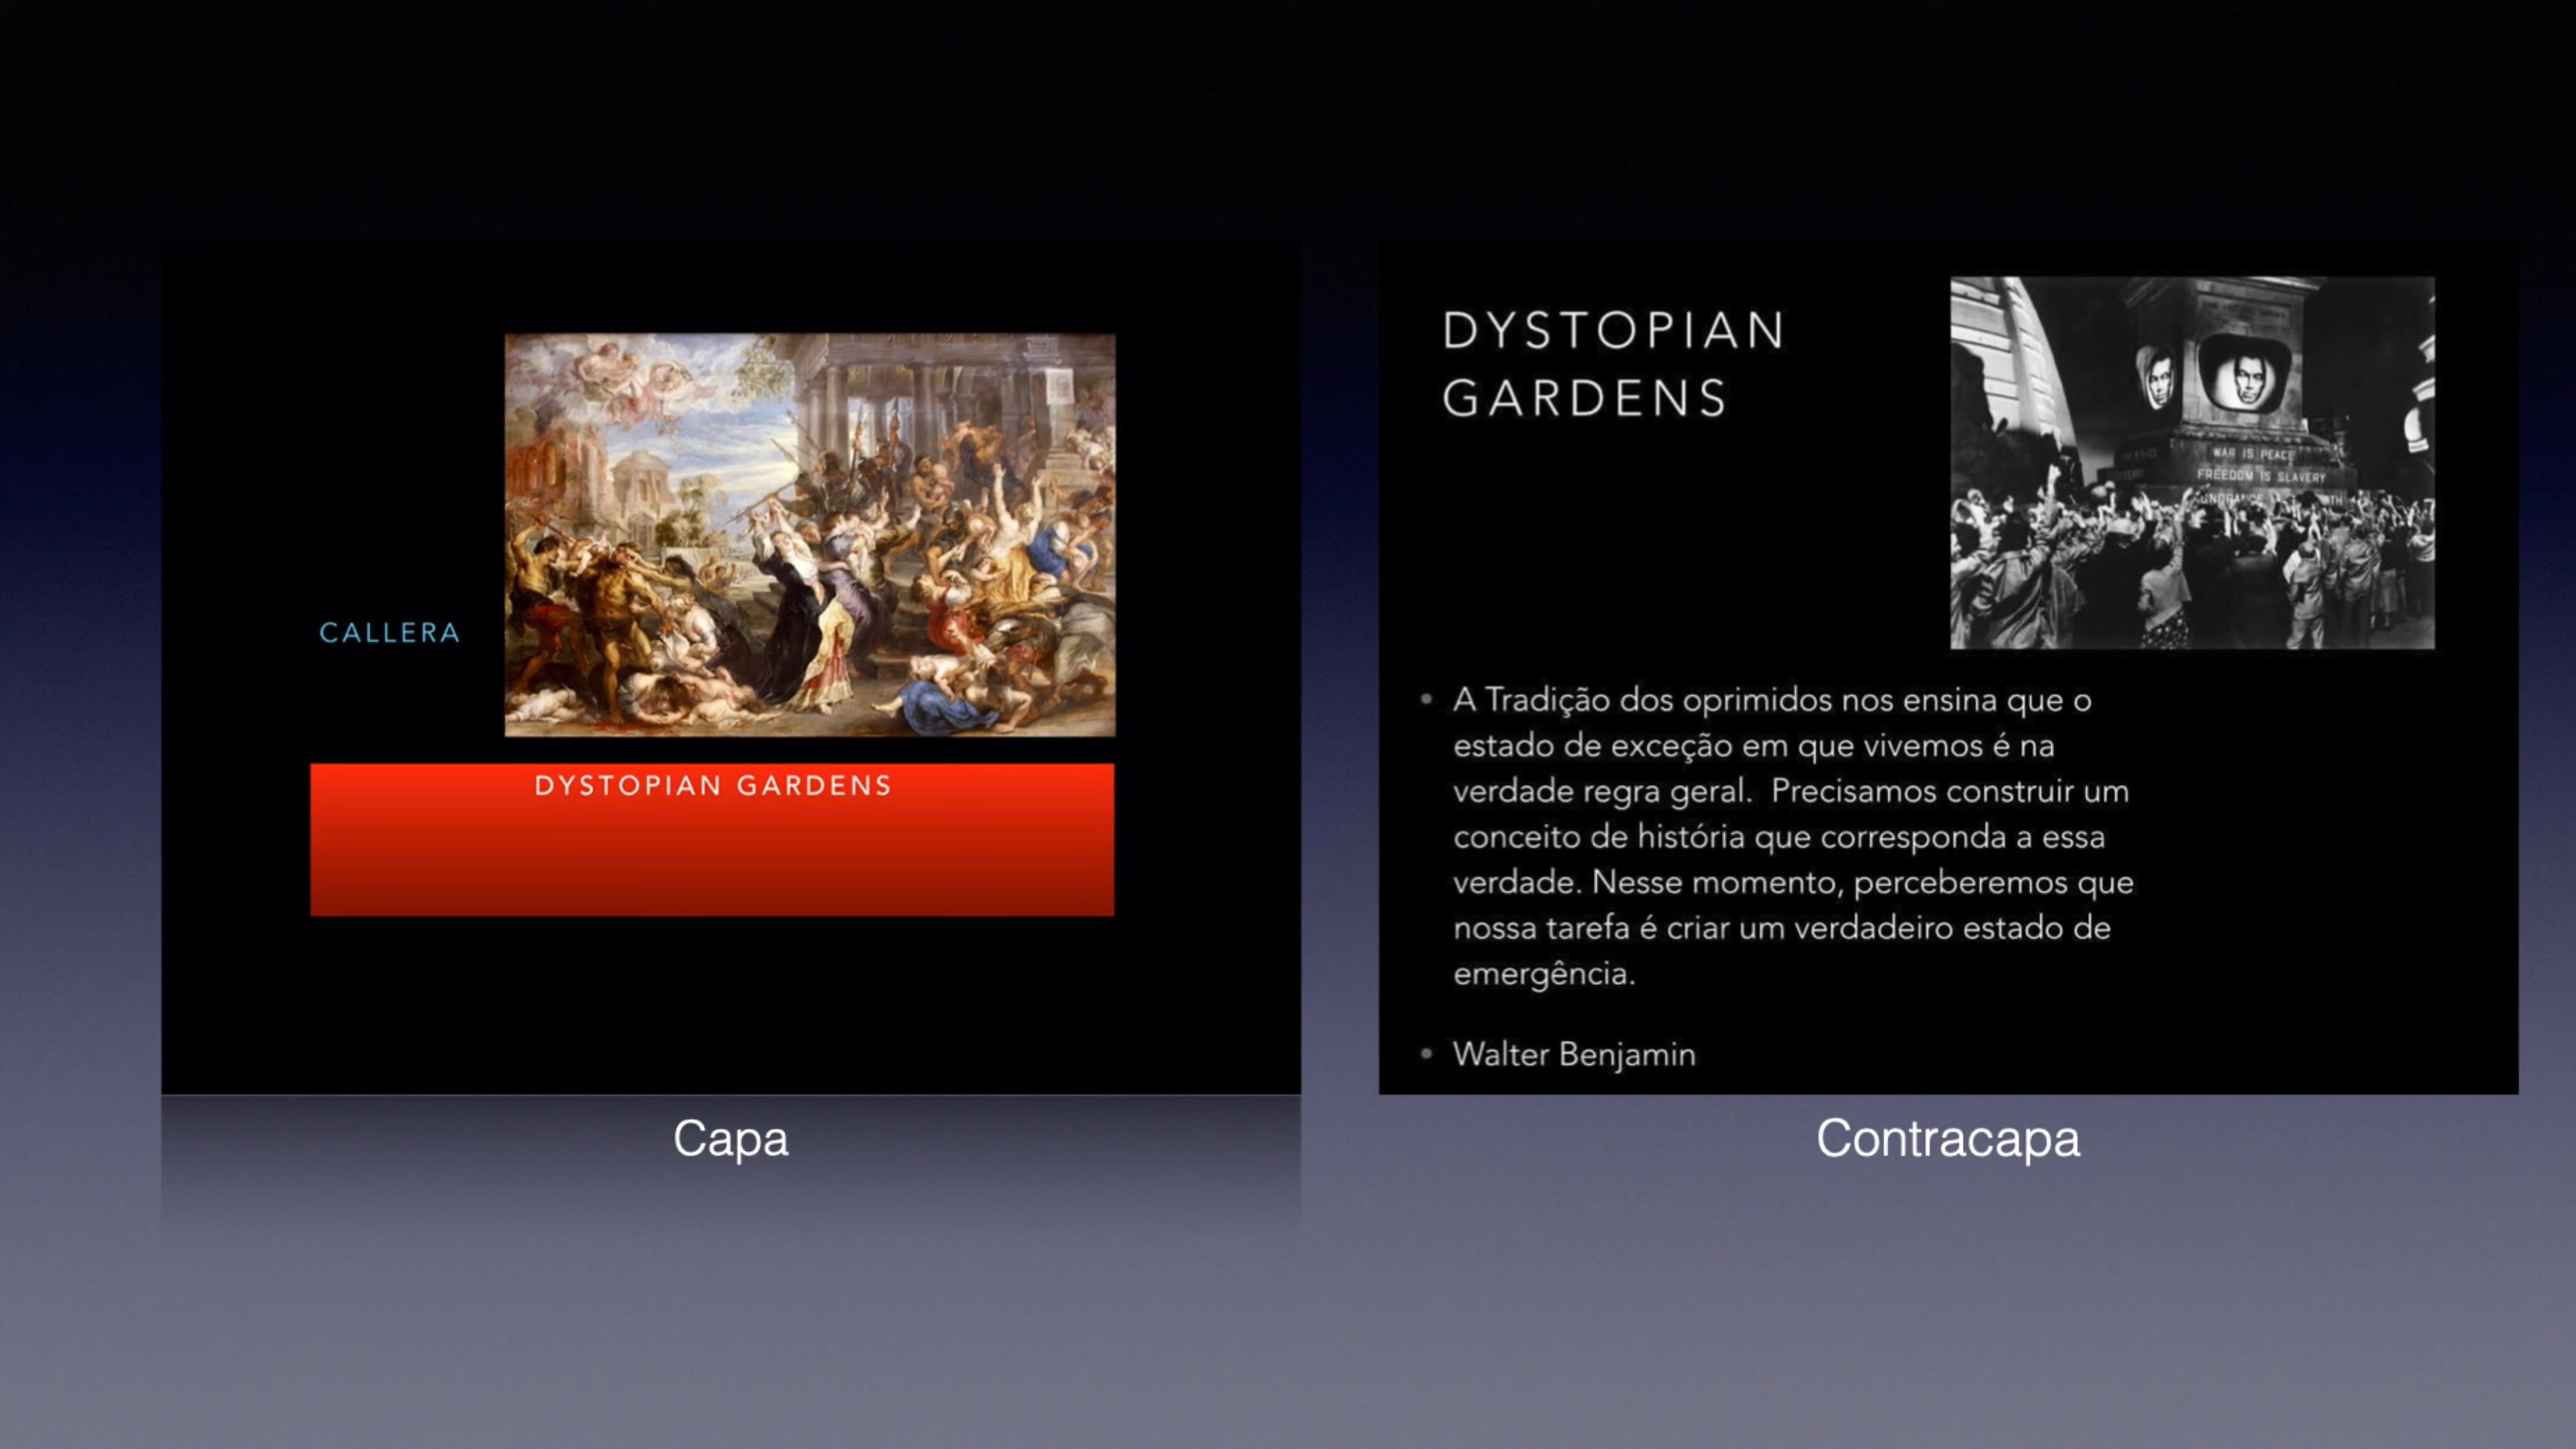 CALLERA
DYSTOPIAN GARDENS
Capa
DYSTOPIAN
GARDENS
WAR IS PEACE
FREEDOM IS SLAVERY
• A Tradição dos oprimidos nos ensina que o
estado de exceção em que vivemos é na
verdade regra geral. Precisamos construir um
conceito de história que corresponda a essa
verdade. Nesse momento, perceberemos que
nossa tarefa é criar um verdadeiro estado de
emergência.
• Walter Benjamin
Contracapa